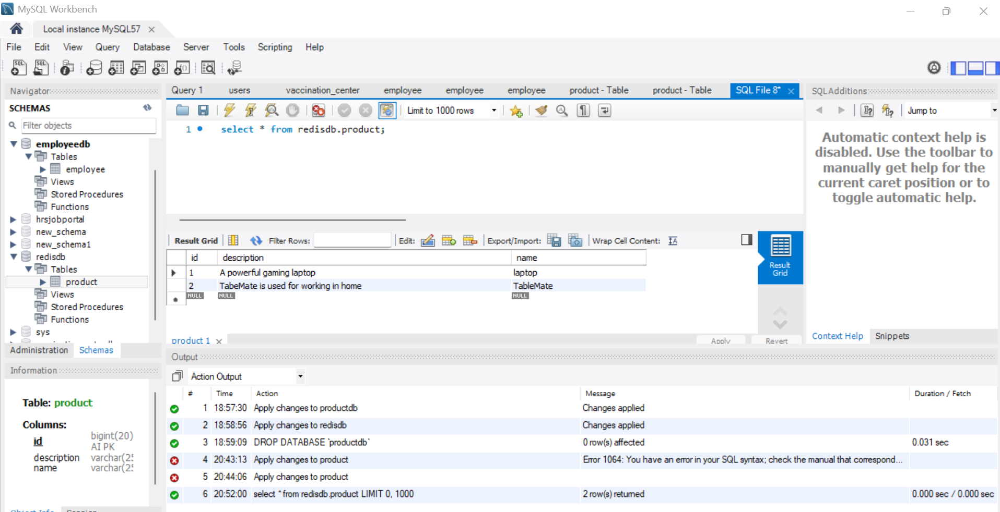 MySQL Workbench
Local instance MySQL57
File Edit View Query Database Server Tools Scripting Help
Navigator
SCHEMAS
Filter objects
employeedb
Tables
employee
Views
Stored Procedures
Functions
hrsjobportal
new_schema
new_schema1
redisdb
Tables
product
Views
Stored Procedures
Functions
sys
Administration Schemas
Information
Table: product
Columns:
id bigint(20) AI PK
description varchar(25
name varchar(25
Query 1 users vaccination_center employee employee employee product - Table product - Table SQL File 8*
Limit to 1000 rows
1 select * from redisdb.product;
Result Grid Filter Rows: Edit: Export/Import: Wrap Cell Content:
id description name
1 A powerful gaming laptop laptop
2 TabeMate is used for working in home TableMate
NULL NULL NULL
Result Grid
product 1 Apply Revert
SQLAdditions
Jump to
Automatic context help is
disabled. Use the toolbar to
manually get help for the
current caret position or to
toggle automatic help.
Context Help Snippets
Output
Action Output
# Time Action Message Duration / Fetch
1 18:57:30 Apply changes to productdb Changes applied
2 18:58:56 Apply changes to redisdb Changes applied
3 18:59:09 DROP DATABASE `productdb` 0 row(s) affected 0.031 sec
4 20:43:13 Apply changes to product Error 1064: You have an error in your SQL syntax; check the manual that correspond...
5 20:44:06 Apply changes to product
6 20:52:00 select * from redisdb.product LIMIT 0, 1000 2 row(s) returned 0.000 sec / 0.000 sec
Object Info Session